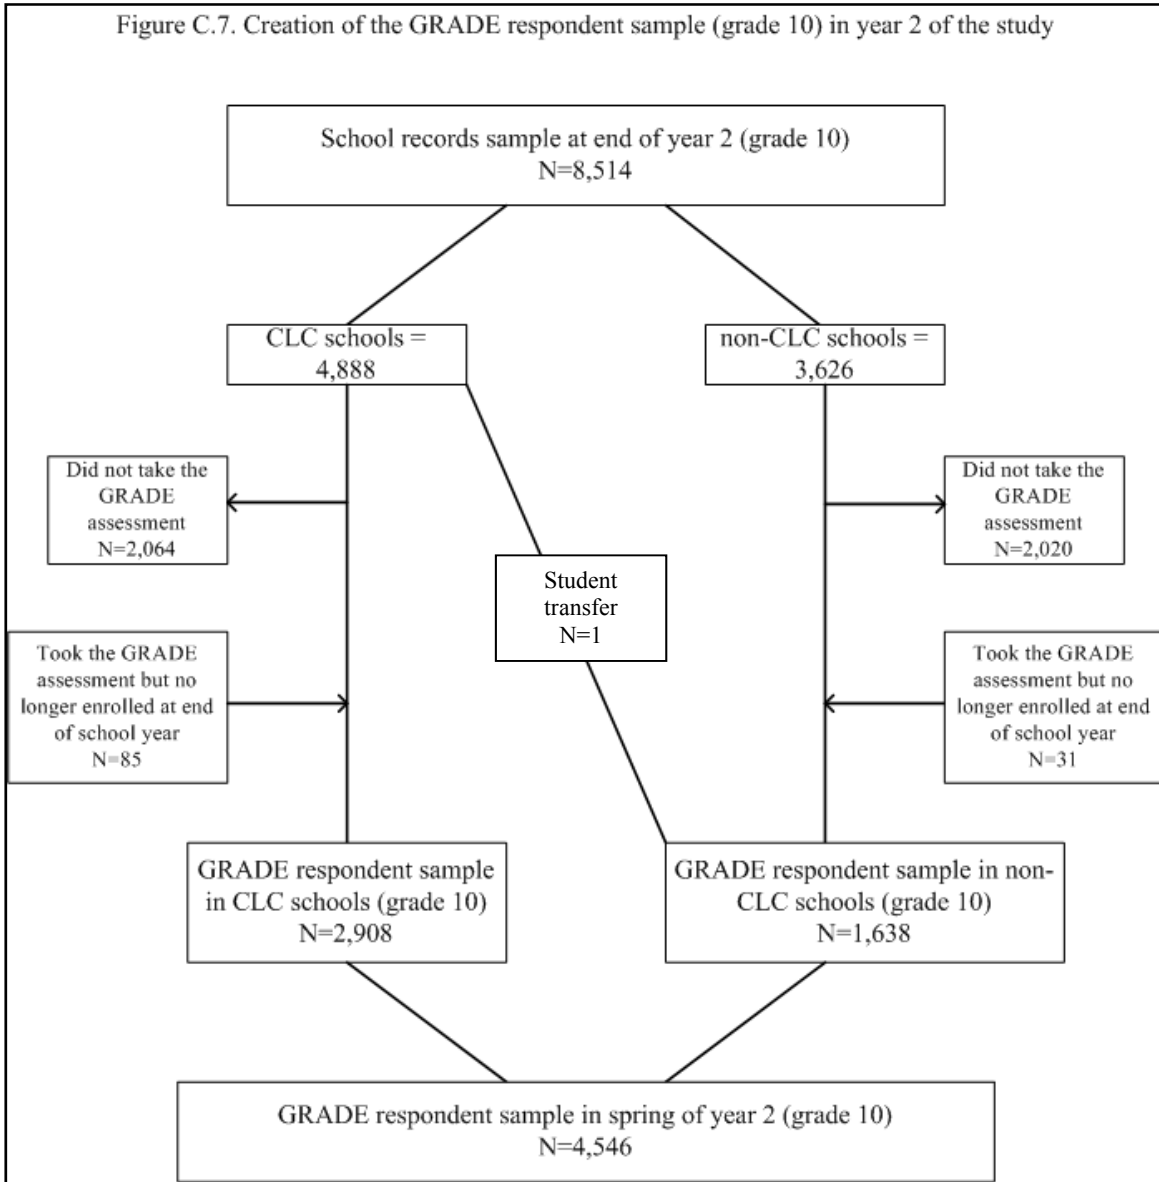 Figure C.7. Creation of the GRADE respondent sample (grade 10) in year 2 of the study
School records sample at end of year 2 (grade 10)
N=8,514
CLC schools =
4,888
non-CLC schools =
3,626
Did not take the
GRADE
assessment
N=2,064
Did not take the
GRADE
assessment
N=2,020
Student
transfer
N=1
Took the GRADE
assessment but no
longer enrolled at end
of school year
N=85
Took the GRADE
assessment but no
longer enrolled at end
of school year
N=31
GRADE respondent sample
in CLC schools (grade 10)
N=2,908
GRADE respondent sample in non-
CLC schools (grade 10)
N=1,638
GRADE respondent sample in spring of year 2 (grade 10)
N=4,546